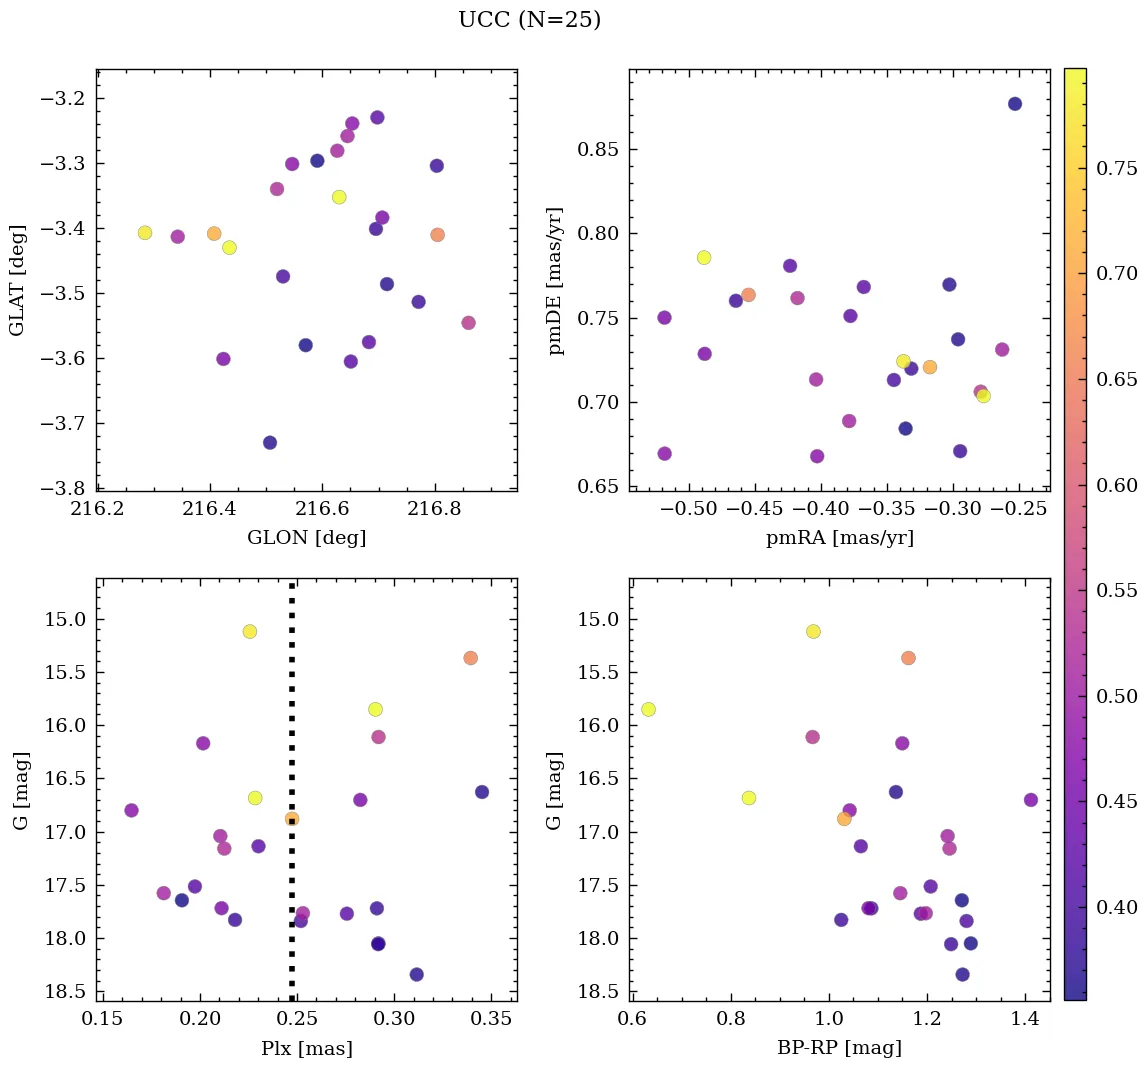 UCC (N=25)
−3.2
−3.3
−3.4
−3.5
−3.6
−3.7
−3.8
GLAT [deg]
216.2 216.4 216.6 216.8
GLON [deg]
0.85
0.80
0.75
0.70
0.65
pmDE [mas/yr]
−0.50 −0.45 −0.40 −0.35 −0.30 −0.25
pmRA [mas/yr]
15.0
15.5
16.0
16.5
17.0
17.5
18.0
18.5
G [mag]
0.15 0.20 0.25 0.30 0.35
Plx [mas]
15.0
15.5
16.0
16.5
17.0
17.5
18.0
18.5
G [mag]
0.6 0.8 1.0 1.2 1.4
BP-RP [mag]
0.75
0.70
0.65
0.60
0.55
0.50
0.45
0.40